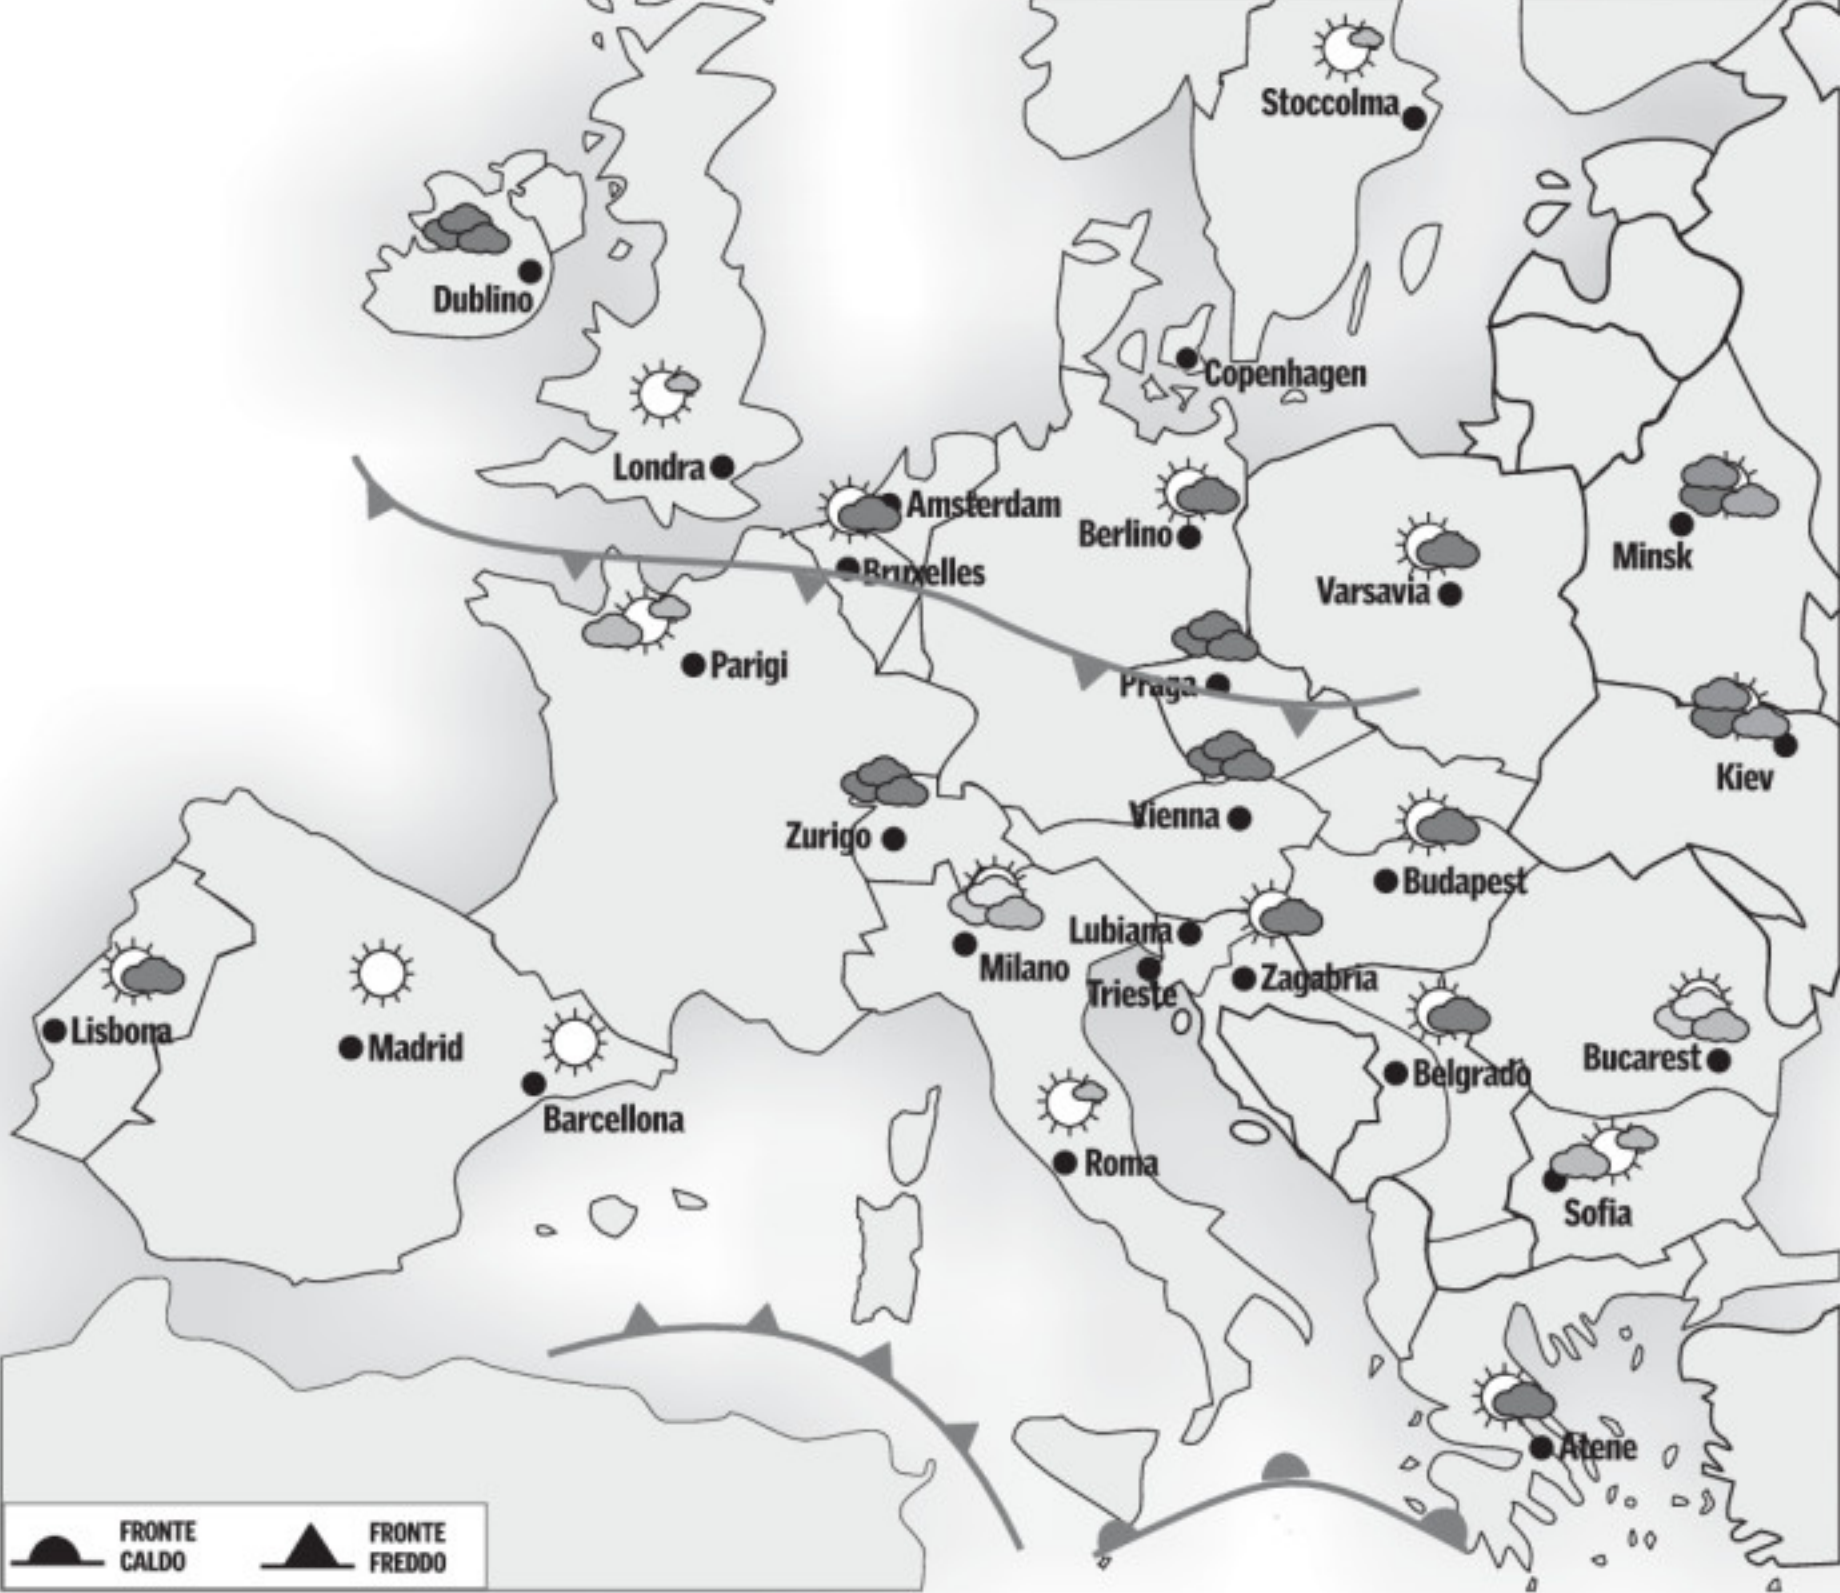 Stoccolma
Dublino
Copenhagen
Londra
Amsterdam
Berlino
Minsk
Bruxelles
Varsavia
Parigi
Praga
Kiev
Vienna
Zurigo
Budapest
Lubiana
Milano
Zagabria
Trieste
Lisbona
Madrid
Bucarest
Belgrado
Barcellona
Roma
Sofia
Atene
FRONTE
CALDO
FRONTE
FREDDO